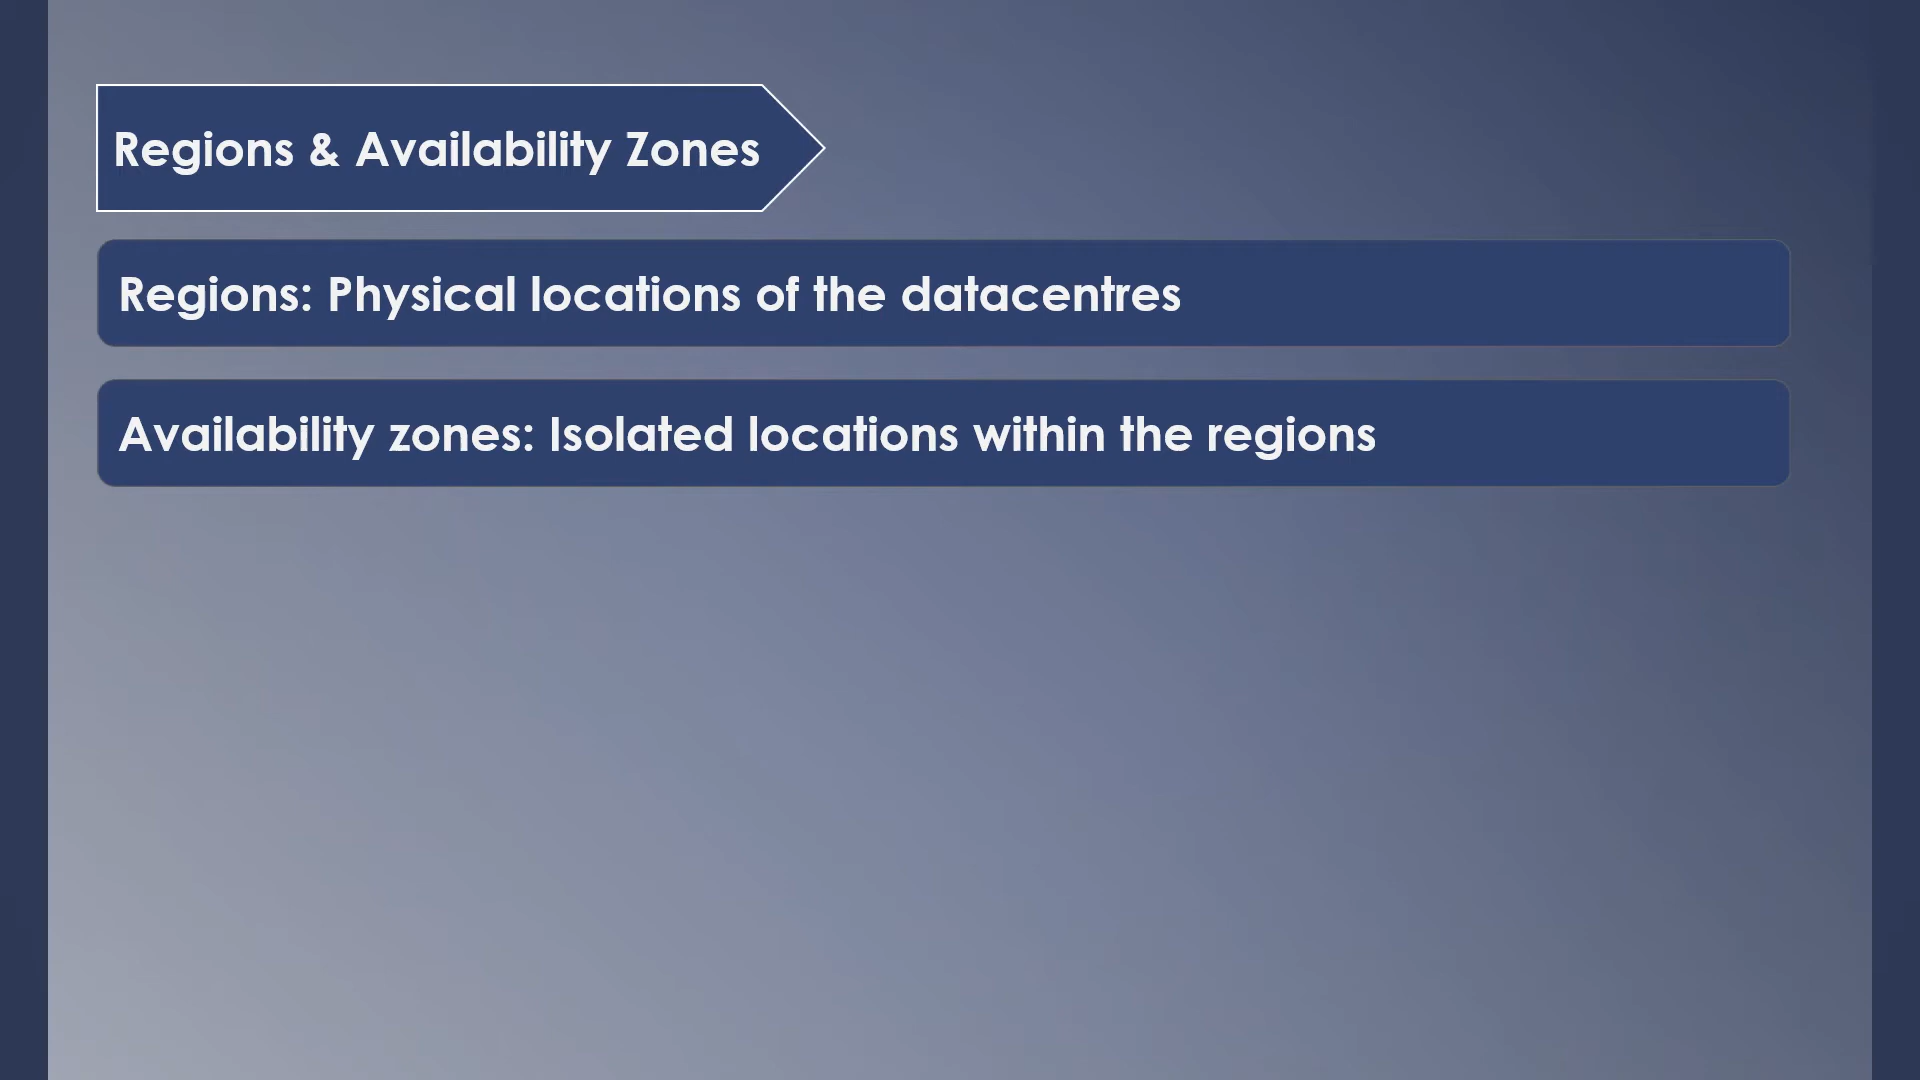 Regions & Availability Zones
Regions: Physical locations of the datacentres
Availability zones: Isolated locations within the regions